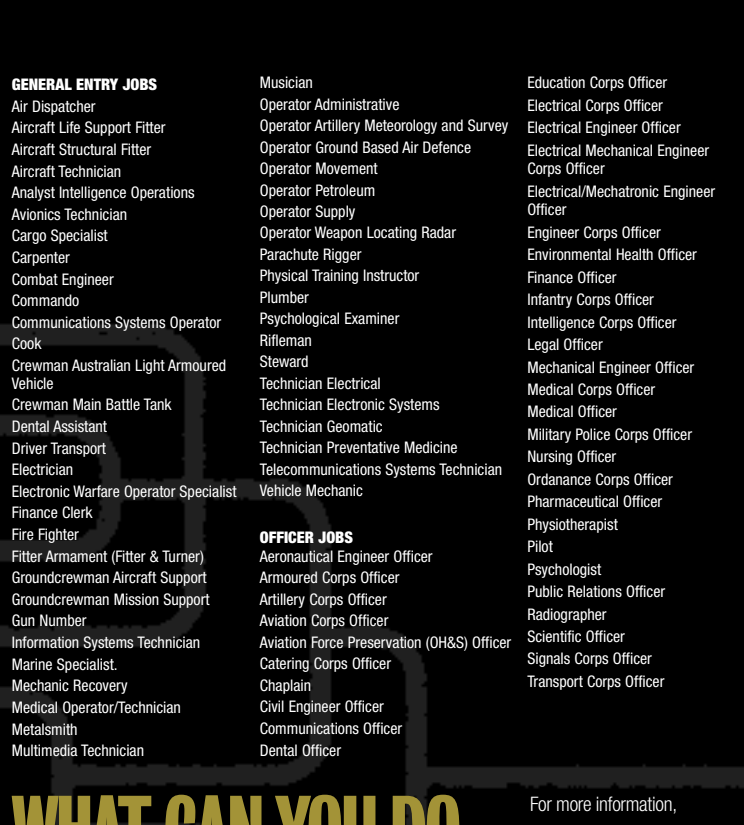 GENERAL ENTRY JOBS
Air Dispatcher
Aircraft Life Support Fitter
Aircraft Structural Fitter
Aircraft Technician
Analyst Intelligence Operations
Avionics Technician
Cargo Specialist
Carpenter
Combat Engineer
Commando
Communications Systems Operator
Cook
Crewman Australian Light Armoured
Vehicle
Crewman Main Battle Tank
Dental Assistant
Driver Transport
Electrician
Electronic Warfare Operator Specialist
Finance Clerk
Fire Fighter
Fitter Armament (Fitter & Turner)
Groundcrewman Aircraft Support
Groundcrewman Mission Support
Gun Number
Information Systems Technician
Marine Specialist.
Mechanic Recovery
Medical Operator/Technician
Metalsmith
Multimedia Technician
Musician
Operator Administrative
Operator Artillery Meteorology and Survey
Operator Ground Based Air Defence
Operator Movement
Operator Petroleum
Operator Supply
Operator Weapon Locating Radar
Parachute Rigger
Physical Training Instructor
Plumber
Psychological Examiner
Rifleman
Steward
Technician Electrical
Technician Electronic Systems
Technician Geomatic
Technician Preventative Medicine
Telecommunications Systems Technician
Vehicle Mechanic
OFFICER JOBS
Aeronautical Engineer Officer
Armoured Corps Officer
Artillery Corps Officer
Aviation Corps Officer
Aviation Force Preservation (OH&S) Officer
Catering Corps Officer
Chaplain
Civil Engineer Officer
Communications Officer
Dental Officer
Education Corps Officer
Electrical Corps Officer
Electrical Engineer Officer
Electrical Mechanical Engineer
Corps Officer
Electrical/Mechatronic Engineer
Officer
Engineer Corps Officer
Environmental Health Officer
Finance Officer
Infantry Corps Officer
Intelligence Corps Officer
Legal Officer
Mechanical Engineer Officer
Medical Corps Officer
Medical Officer
Military Police Corps Officer
Nursing Officer
Ordanance Corps Officer
Pharmaceutical Officer
Physiotherapist
Pilot
Psychologist
Public Relations Officer
Radiographer
Scientific Officer
Signals Corps Officer
Transport Corps Officer
WHAT CAN YOU DO
For more information,